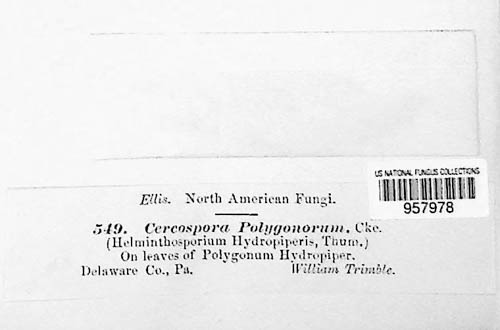 US NATIONAL FUNGUS COLLECTIONS
957978
Ellis. North American Fungi.
549. Cercospora Polygonorum. Cke.
(Helminthosporium Hydropiperis, Thum.)
On leaves of Polygonum Hydropiper.
Delaware Co., Pa. William Trimble.